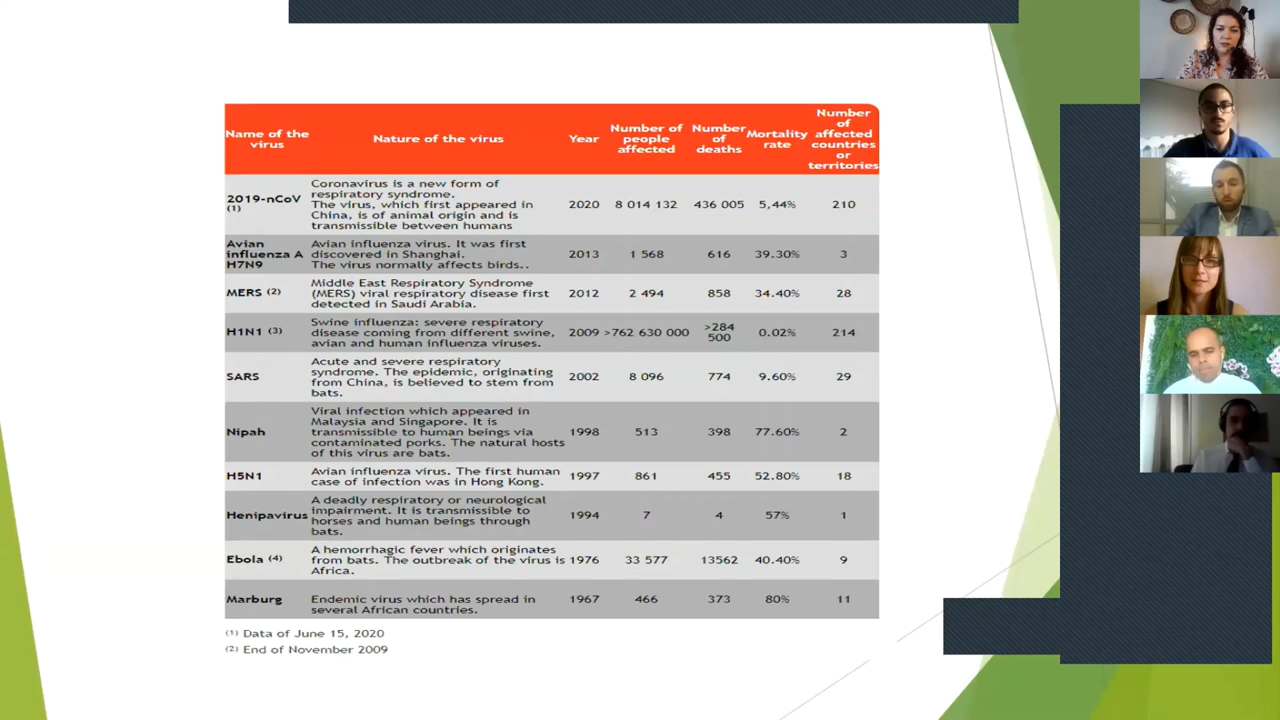 Name of the virus Nature of the virus Year Number of people affected Number of deaths Mortality rate Number of affected countries or territories
2019-nCoV (1)
Coronavirus is a new form of
respiratory syndrome.
The virus, which first appeared in
China, is of animal origin and is
transmissible between humans
2020 8 014 132 436 005 5,44% 210
Avian
influenza A
H7N9
Avian influenza virus. It was first
discovered in Shanghai.
The virus normally affects birds..
2013 1 568 616 39.30% 3
MERS (2)
Middle East Respiratory Syndrome
(MERS) viral respiratory disease first
detected in Saudi Arabia.
2012 2 494 858 34.40% 28
H1N1 (3)
Swine influenza: severe respiratory
disease coming from different swine,
avian and human influenza viruses.
2009 >762 630 000 >284 500 0.02% 214
SARS
Acute and severe respiratory
syndrome. The epidemic, originating
from China, is believed to stem from
bats.
2002 8 096 774 9.60% 29
Nipah
Viral infection which appeared in
Malaysia and Singapore. It is
transmissible to human beings via
contaminated porks. The natural hosts
of this virus are bats.
1998 513 398 77.60% 2
H5N1
Avian influenza virus. The first human
case of infection was in Hong Kong.
1997 861 455 52.80% 18
Henipavirus
A deadly respiratory or neurological
impairment. It is transmissible to
horses and human beings through
bats.
1994 7 4 57% 1
Ebola (4)
A hemorrhagic fever which originates
from bats. The outbreak of the virus is
Africa.
1976 33 577 13562 40.40% 9
Marburg
Endemic virus which has spread in
several African countries.
1967 466 373 80% 11
(1) Data of June 15, 2020
(2) End of November 2009